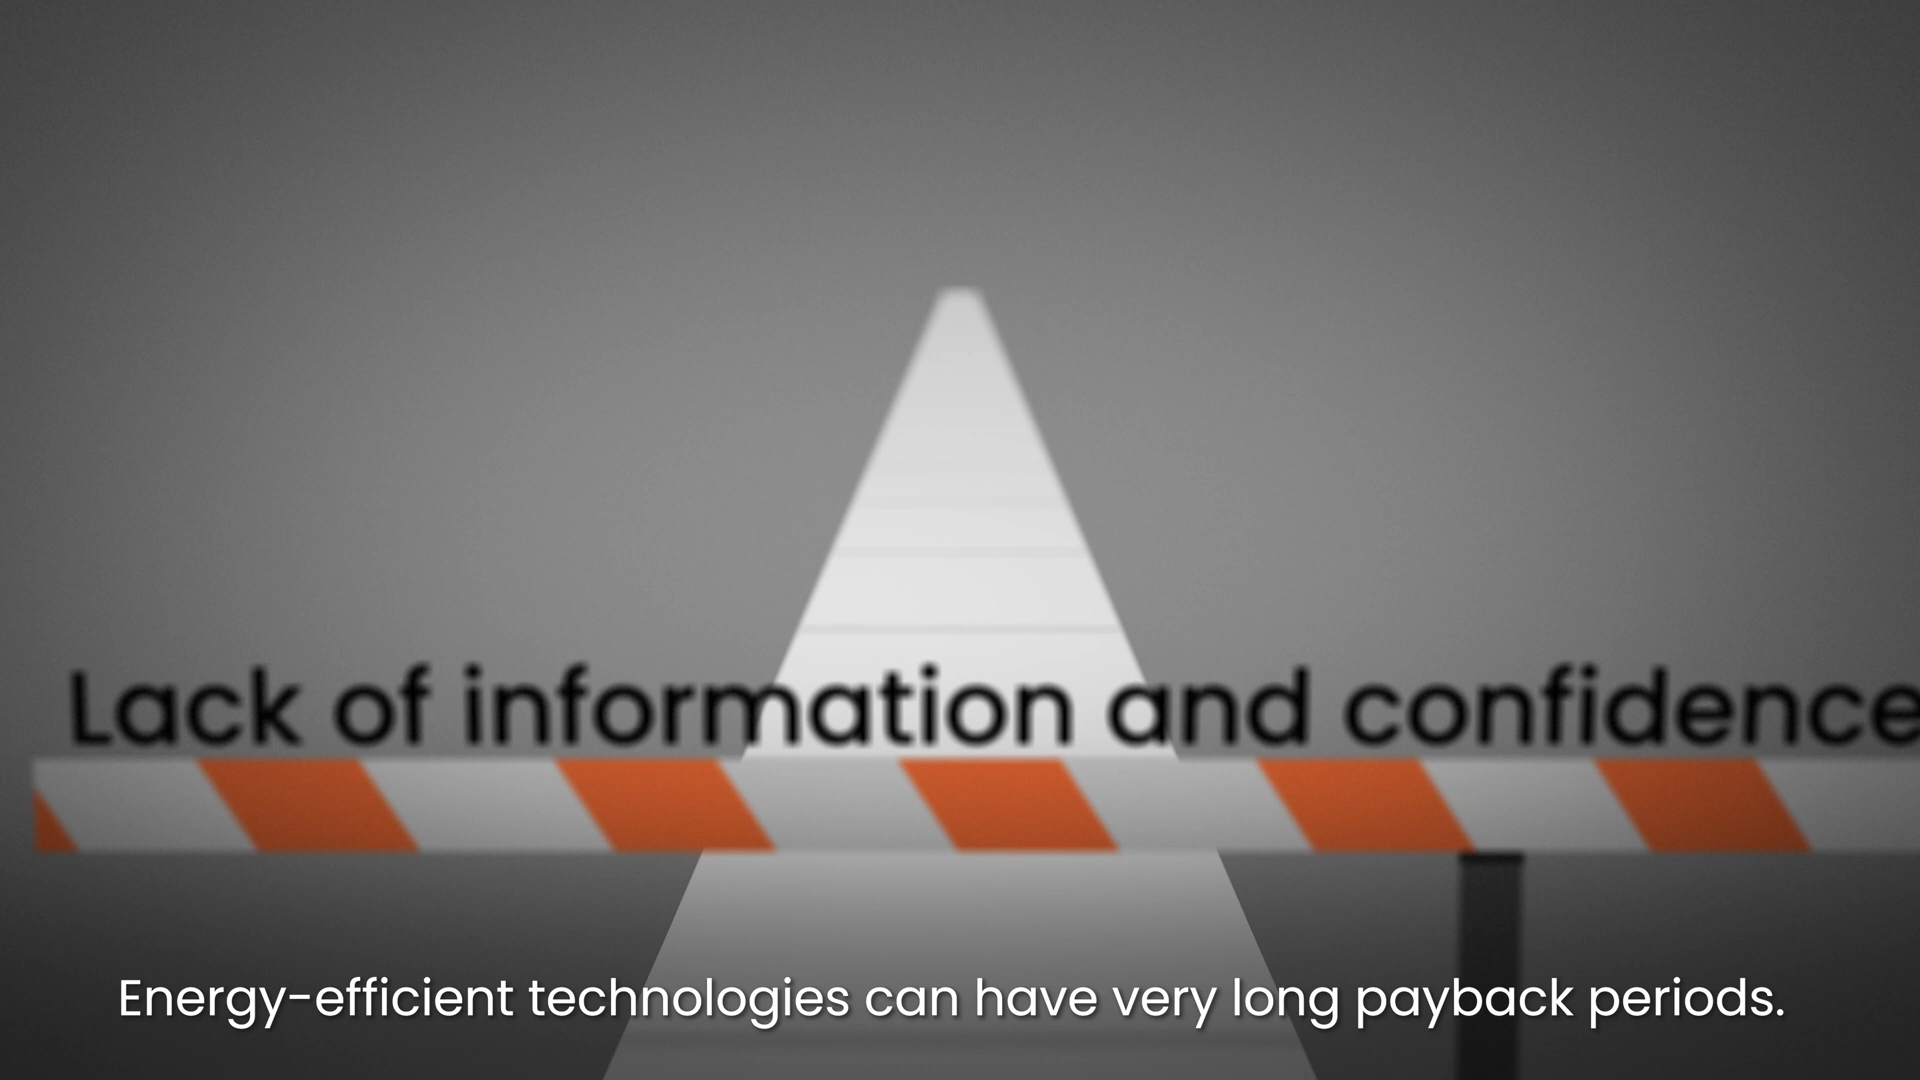 Lack of information and confidence
Energy-efficient technologies can have very long payback periods.